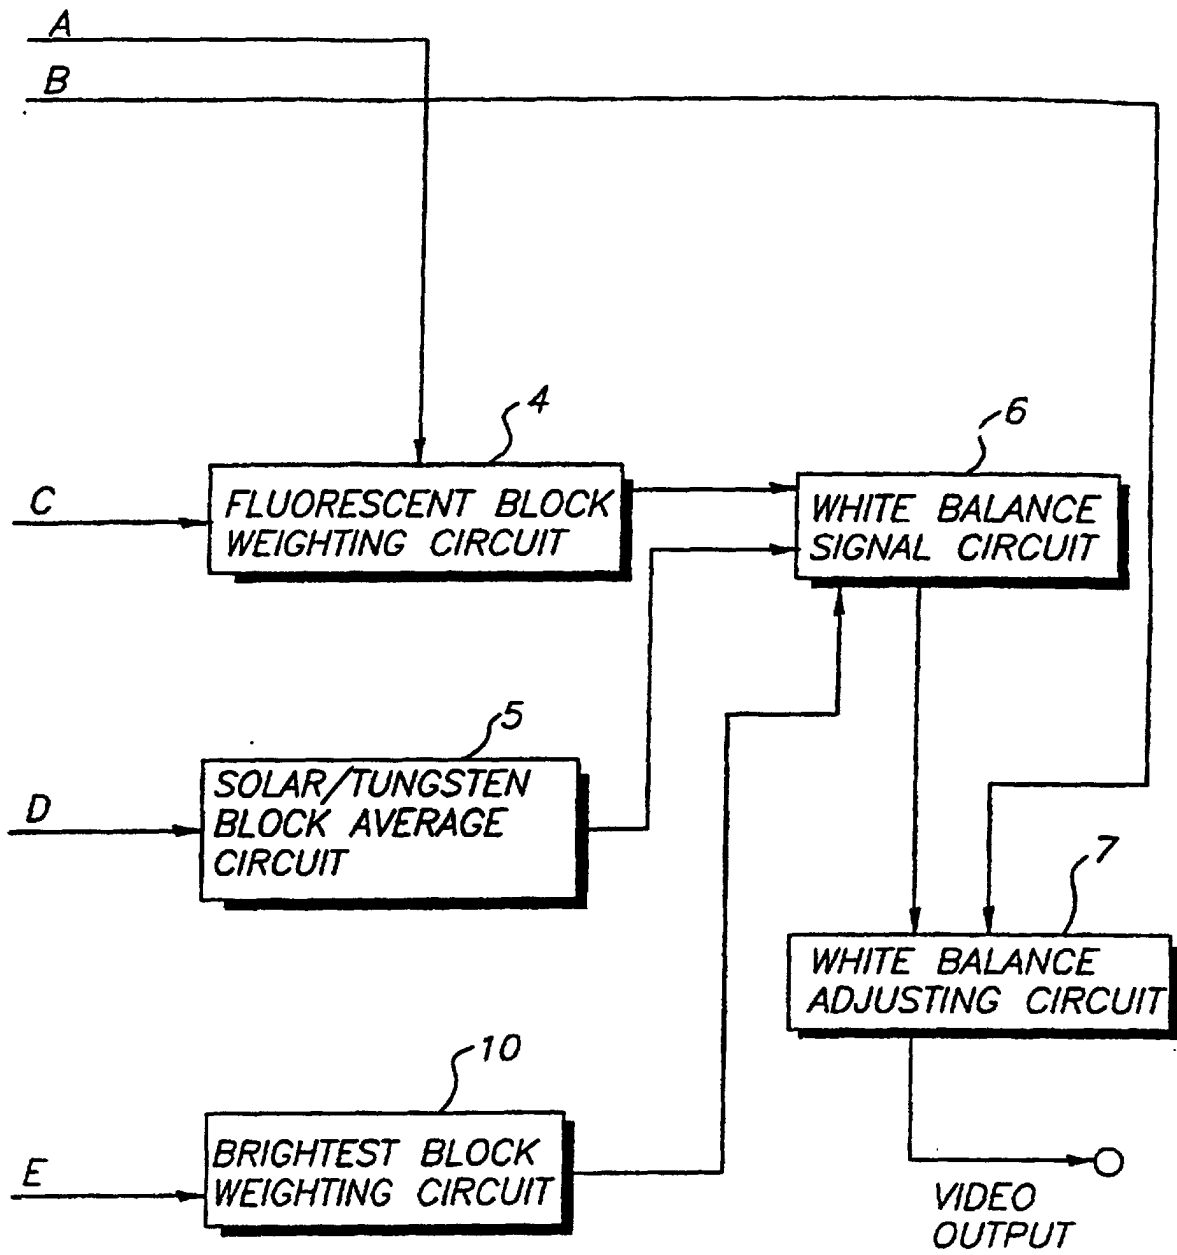 A
B
4
6
C
FLUORESCENT BLOCK
WEIGHTING CIRCUIT
WHITE BALANCE
SIGNAL CIRCUIT
5
D
SOLAR/TUNGSTEN
BLOCK AVERAGE
CIRCUIT
7
WHITE BALANCE
ADJUSTING CIRCUIT
10
E
BRIGHTEST BLOCK
WEIGHTING CIRCUIT
VIDEO
OUTPUT